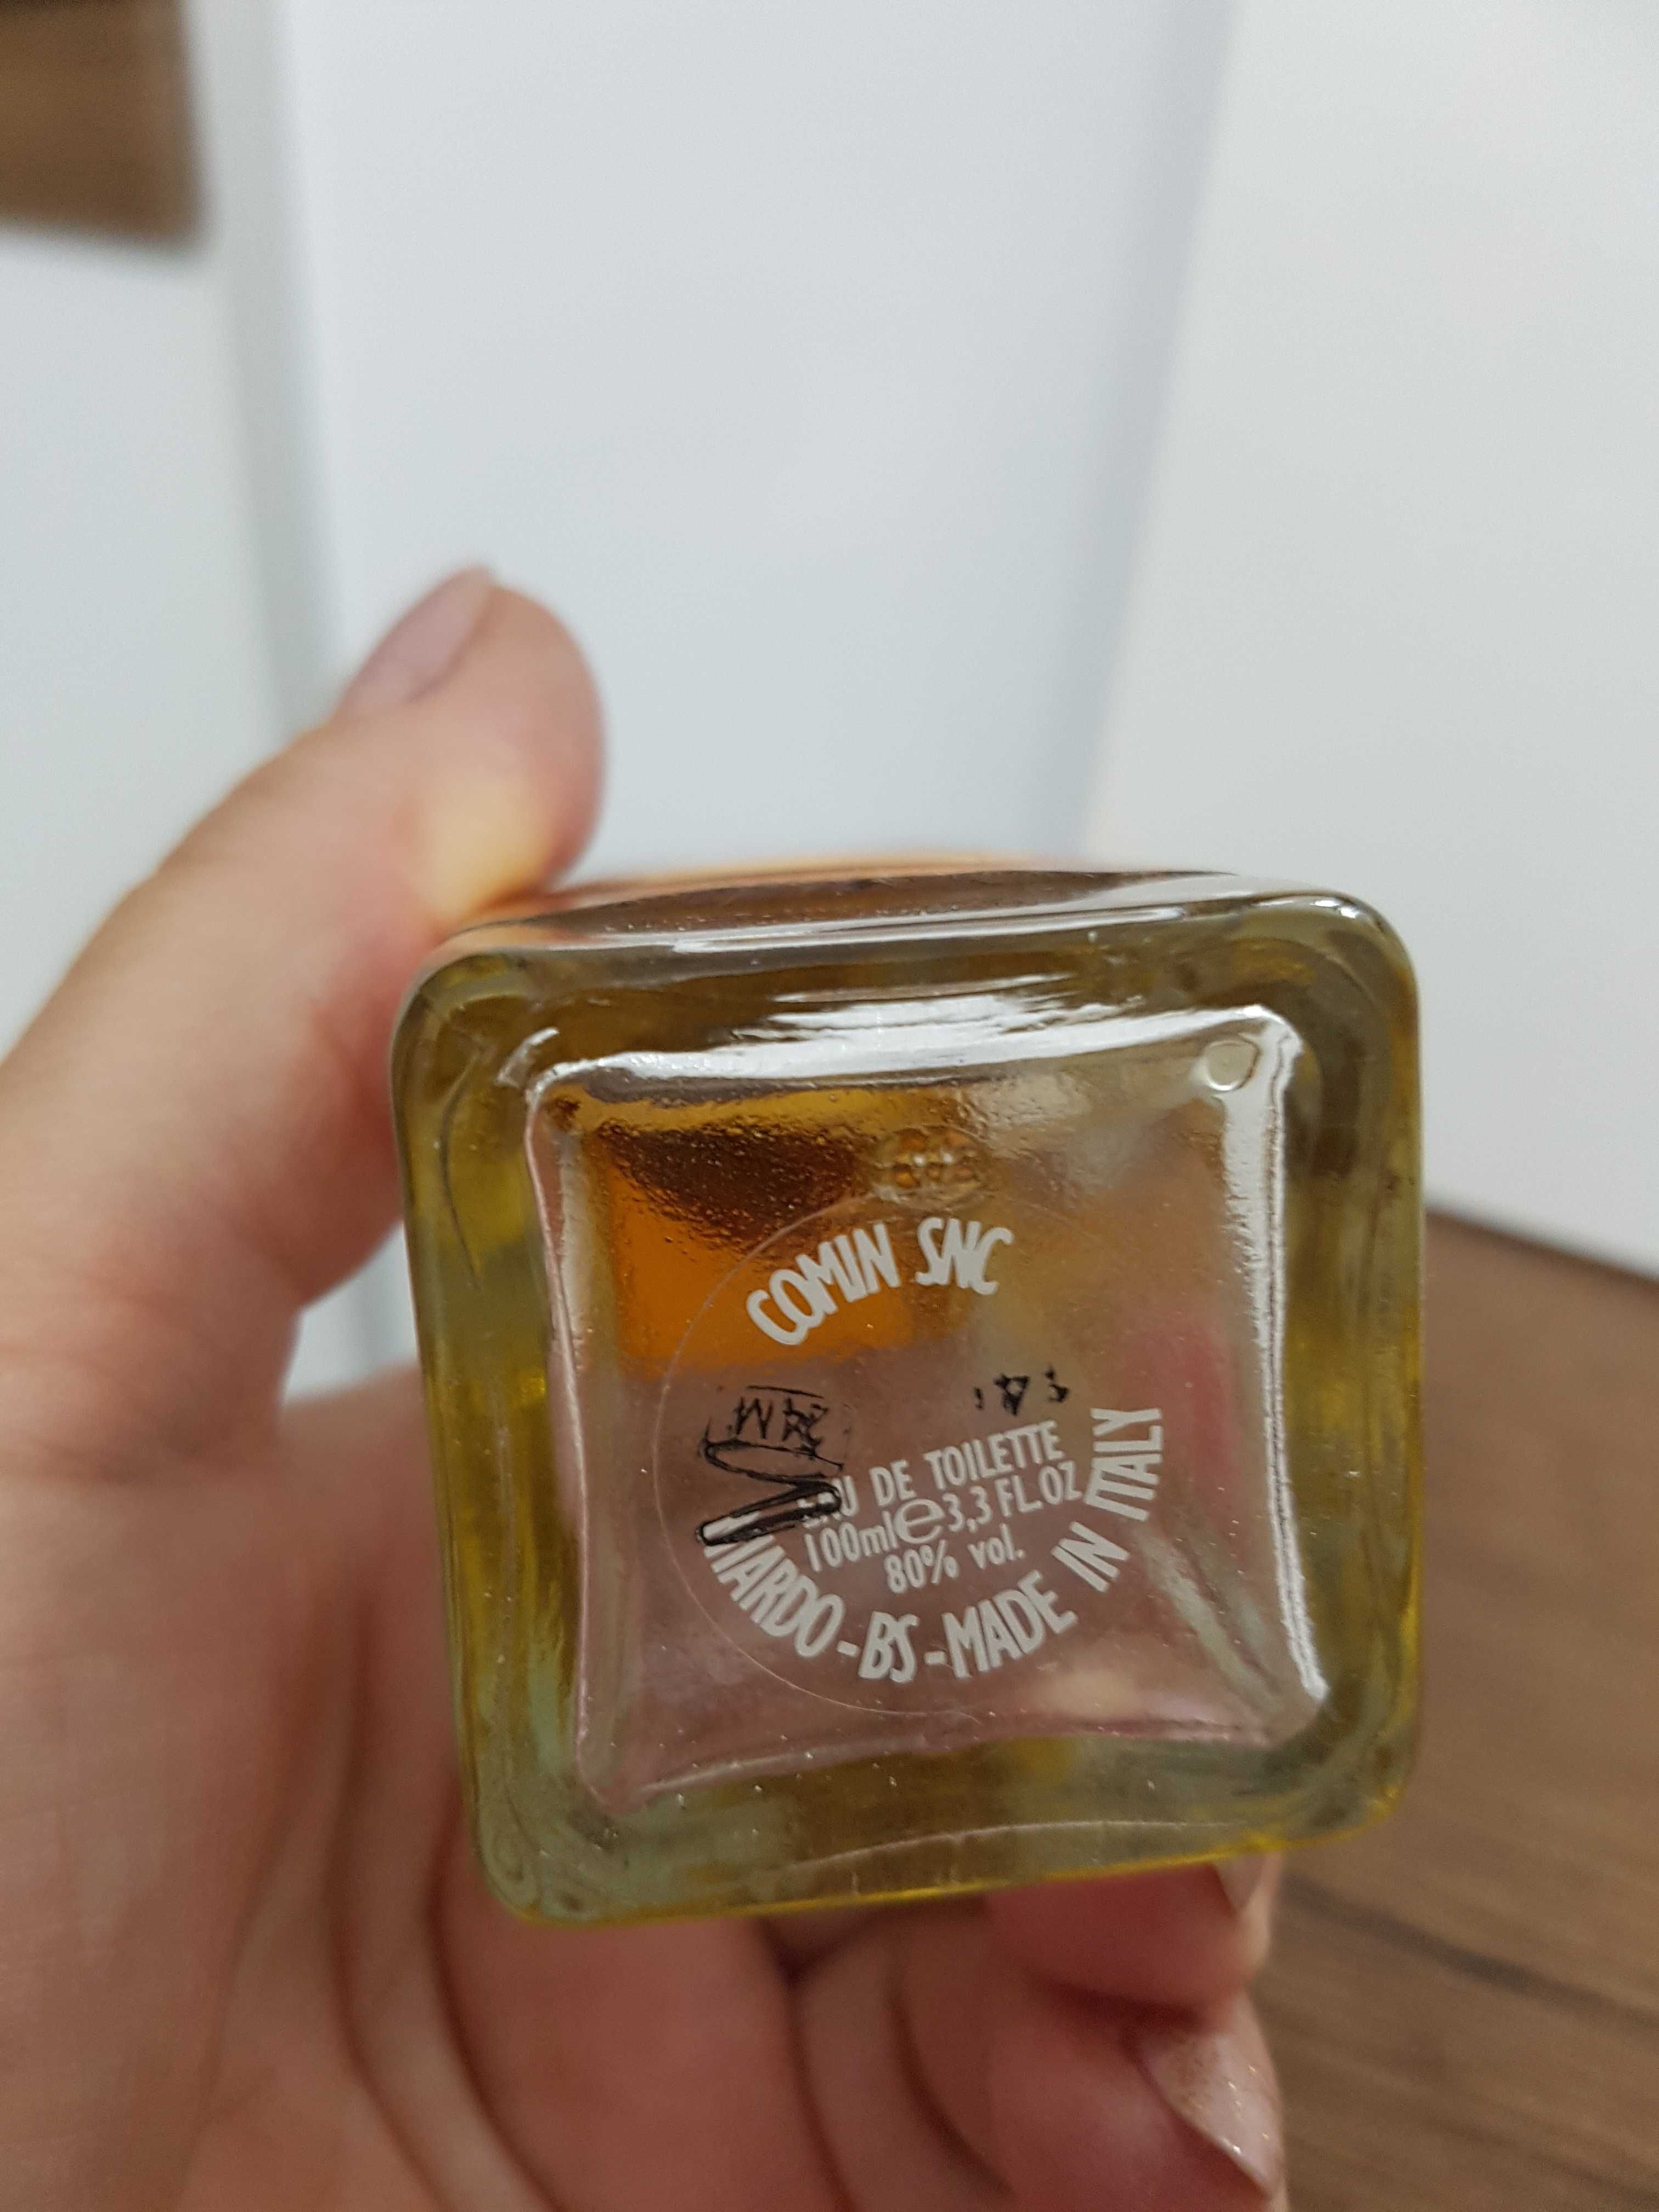 COMIN SNC
EAU DE TOILETTE
100ml e 3,3 FL.OZ
80% vol.
-BS-MADE IN ITALY